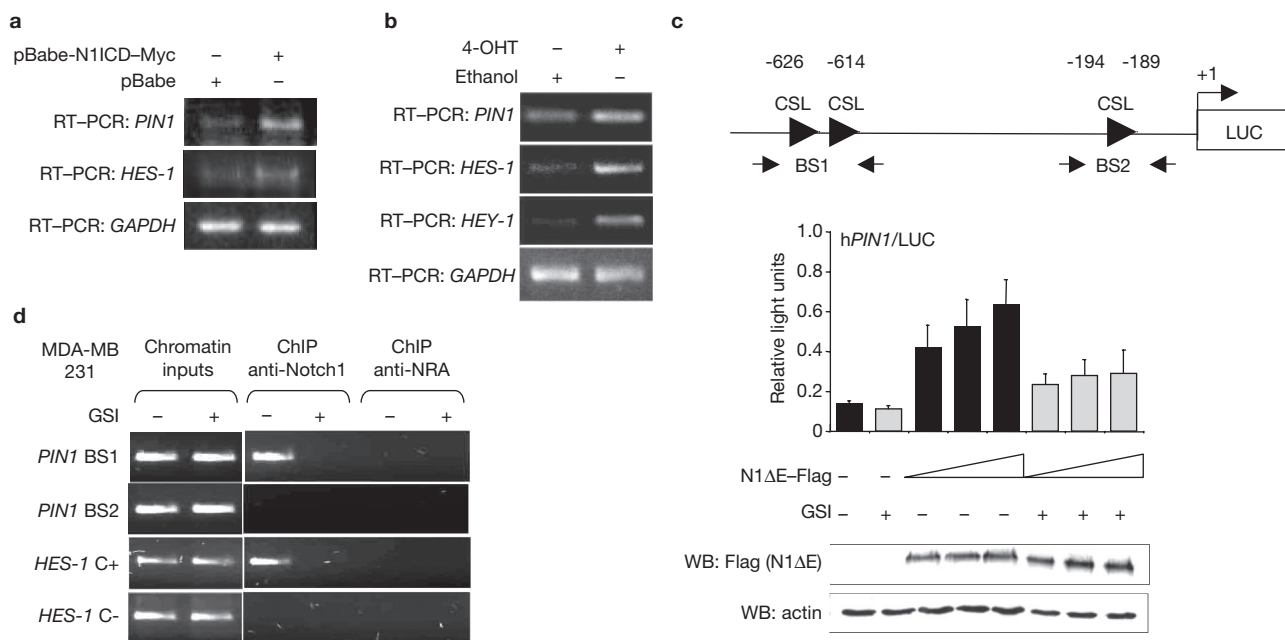 a
pBabe-N1ICD–Myc – +
pBabe + –
RT–PCR: PIN1
RT–PCR: HES-1
RT–PCR: GAPDH
b
4-OHT – +
Ethanol + –
RT–PCR: PIN1
RT–PCR: HES-1
RT–PCR: HEY-1
RT–PCR: GAPDH
c
-626 -614 -194 -189
+1
CSL CSL CSL
LUC
BS1 BS2
hPIN1/LUC
Relative light units
1.0
0.8
0.6
0.4
0.2
0
N1ΔE–Flag – –
GSI – + – – – + + +
WB: Flag (N1ΔE)
WB: actin
d
MDA-MB
231
Chromatin
inputs
ChIP
anti-Notch1
ChIP
anti-NRA
GSI – + – + – +
PIN1 BS1
PIN1 BS2
HES-1 C+
HES-1 C-